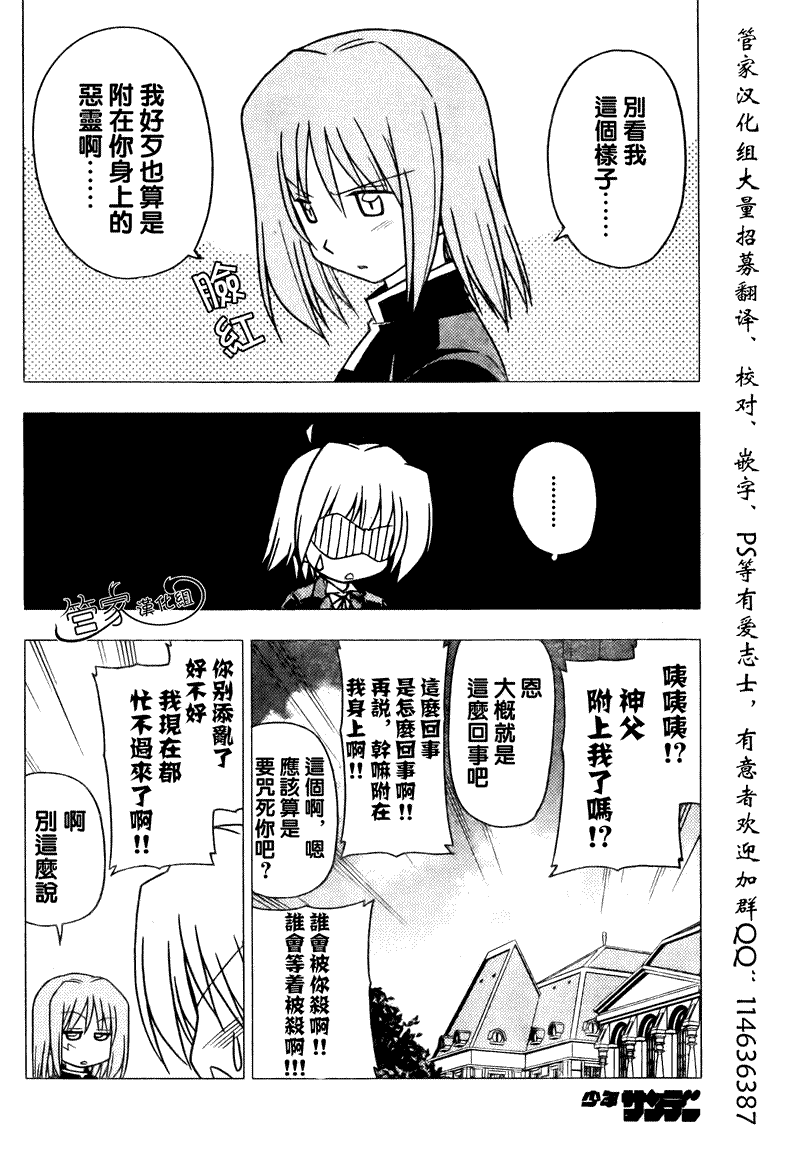 別看我
這個樣子……
我好歹也算是
附在你身上的
惡靈啊……
臉紅
………
管家漢化組
咦咦咦!?
神父
附上我了嗎!?
恩
大概就是
這麼回事吧
這麼回事
是怎麼回事啊!!
再說，幹嘛附在
我身上啊!!
這個啊，嗯
應該算是
要咒死你吧？
誰會被你殺啊!!
誰會等着被殺啊!!!
你别添亂了
好不好
我現在都
忙不過來了啊!!
啊
別這麼說
少年サンデー
管家汉化组大量招募翻译、校对、嵌字、PS等有爱志士，有意者欢迎加群QQ：114636387